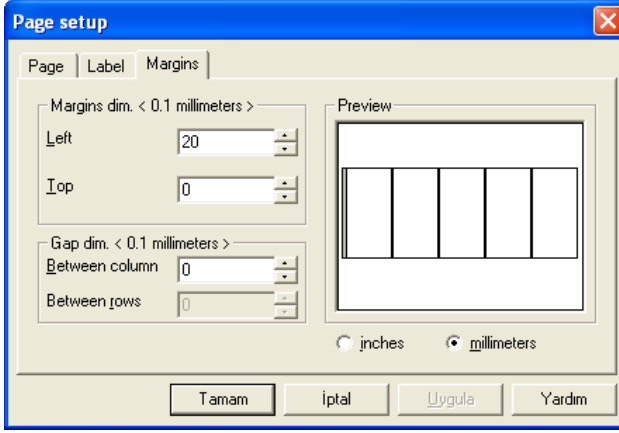 Page setup
Page Label Margins
Margins dim. < 0.1 millimeters >
Left 20
Top 0
Gap dim. < 0.1 millimeters >
Between column 0
Between rows 0
Preview
inches millimeters
Tamam İptal Uygula Yardım